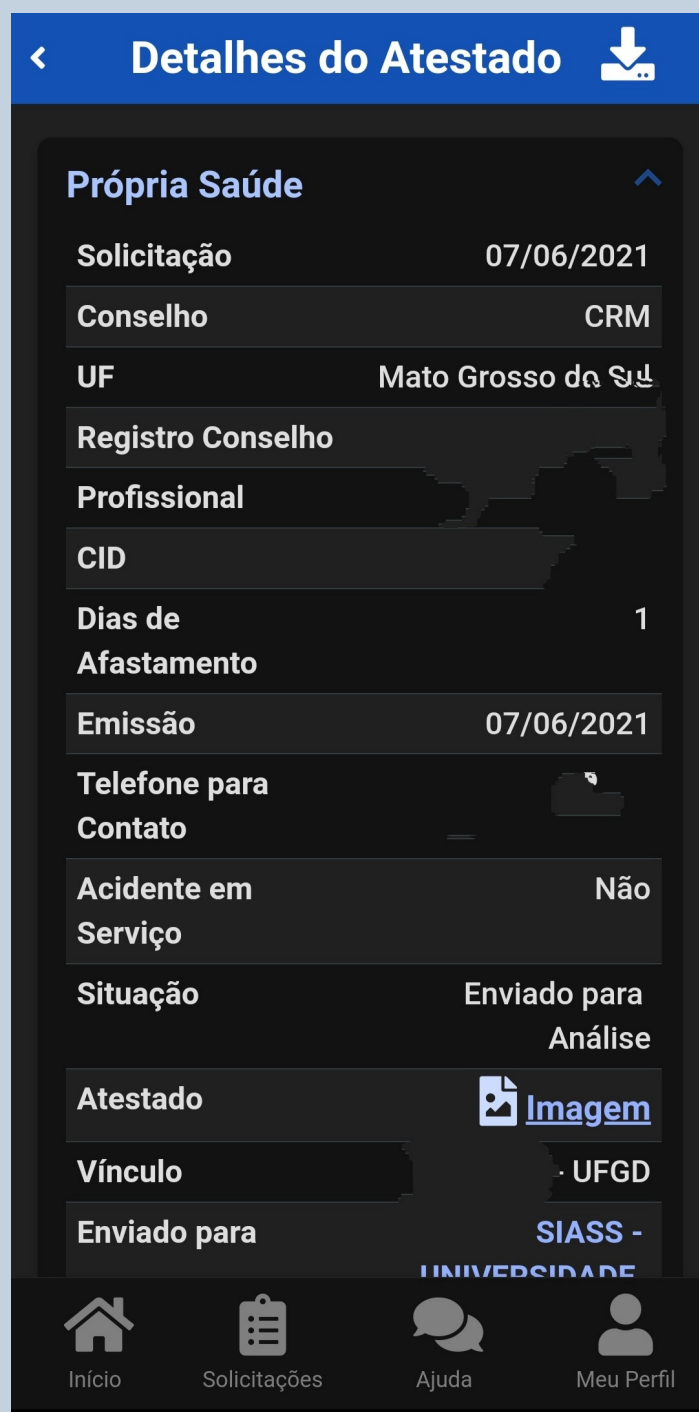 Detalhes do Atestado
Própria Saúde
Solicitação 07/06/2021
Conselho CRM
UF Mato Grosso do Sul
Registro Conselho
Profissional
CID
Dias de 1
Afastamento
Emissão 07/06/2021
Telefone para
Contato
Acidente em Não
Serviço
Situação Enviado para
Análise
Atestado Imagem
Vínculo - UFGD
Enviado para SIASS -
UNIVERSIDADE
Início Solicitações Ajuda Meu Perfil